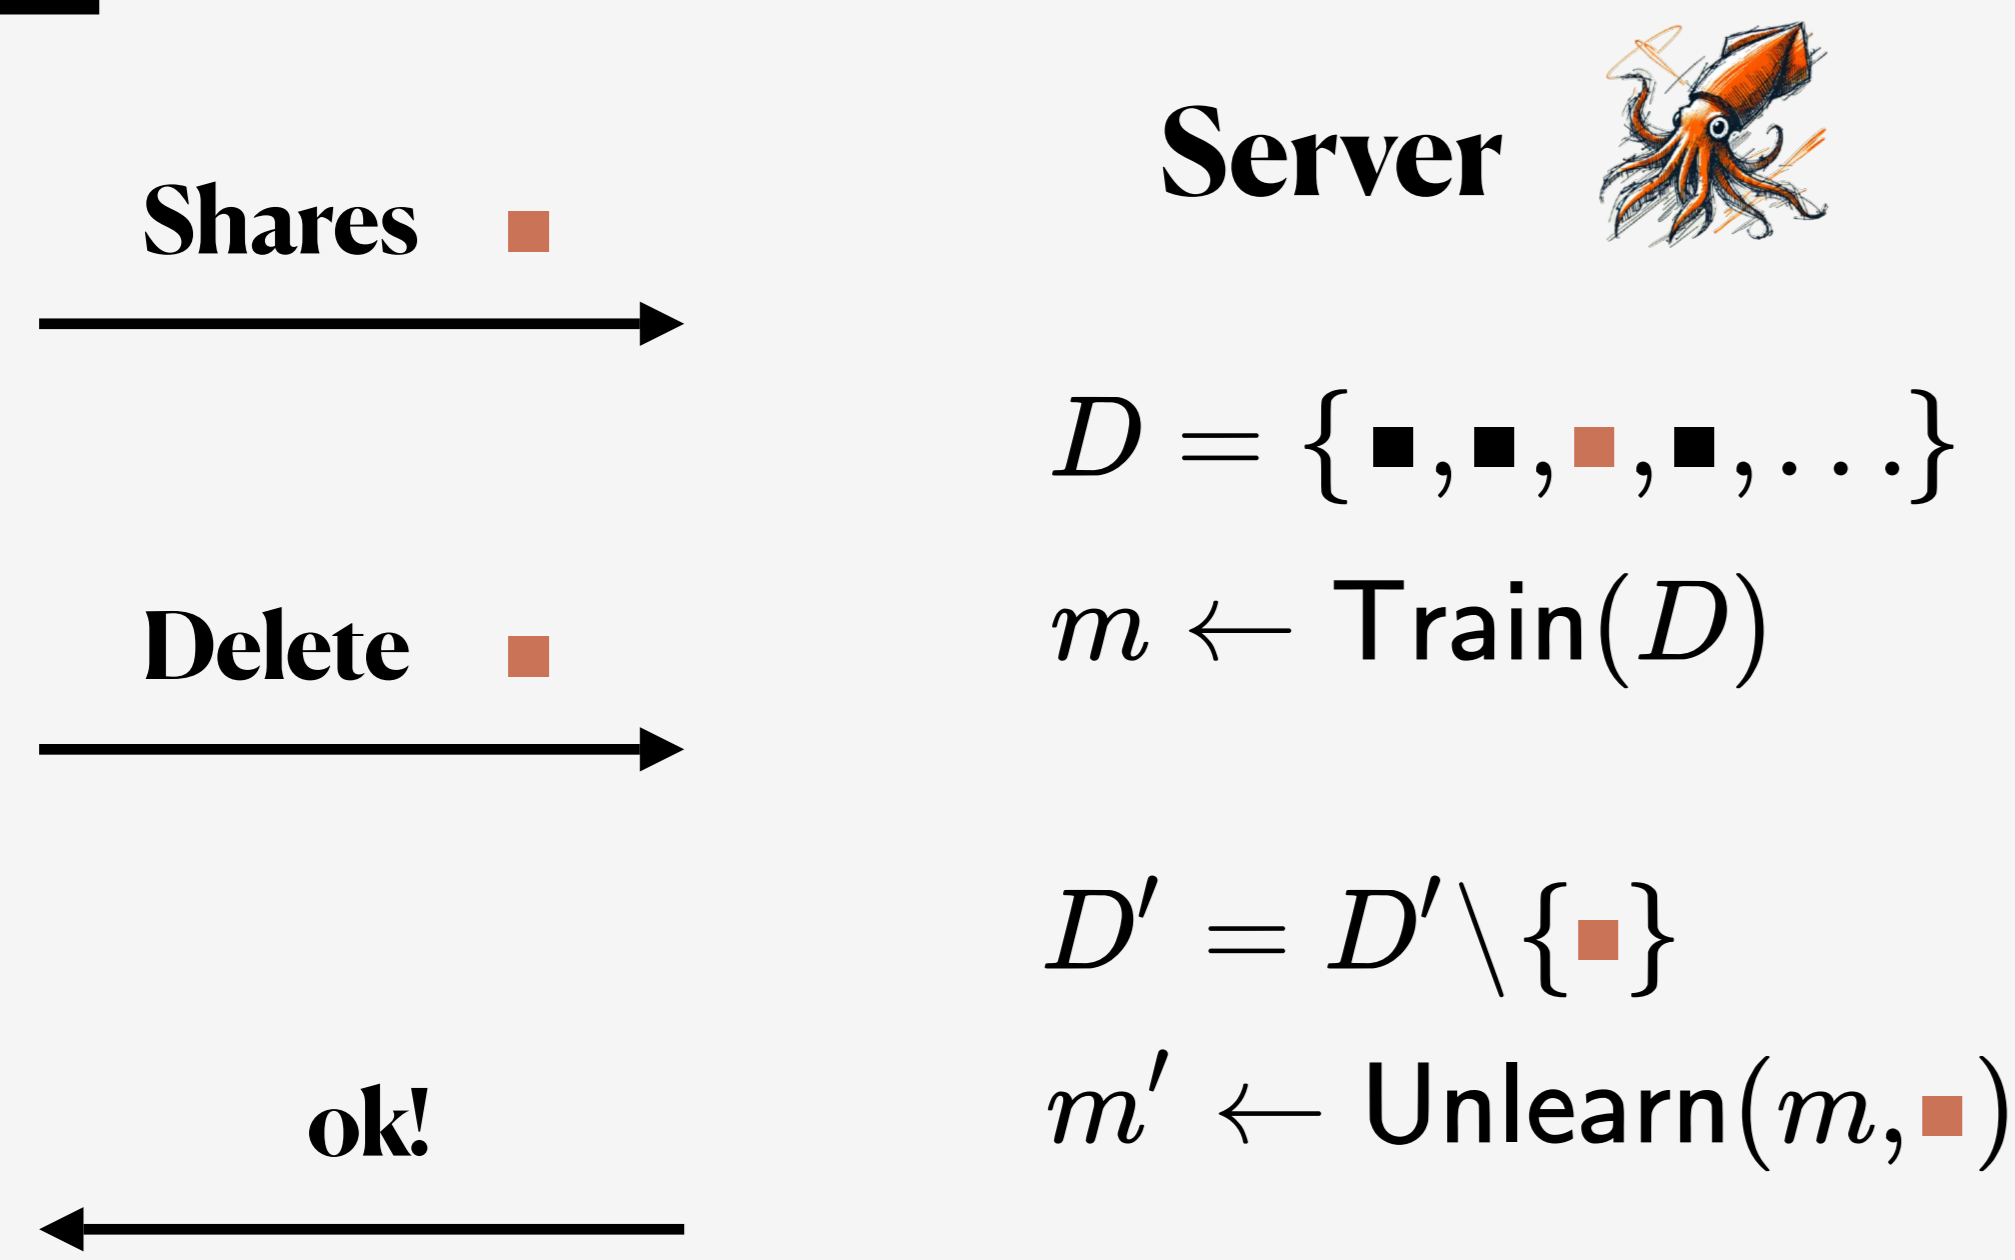 Server
Shares ■
D = {■, ■, ■, ■, . . .}
m ← Train(D)
Delete ■
D′ = D′∖{■}
m′ ← Unlearn(m, ■)
ok!